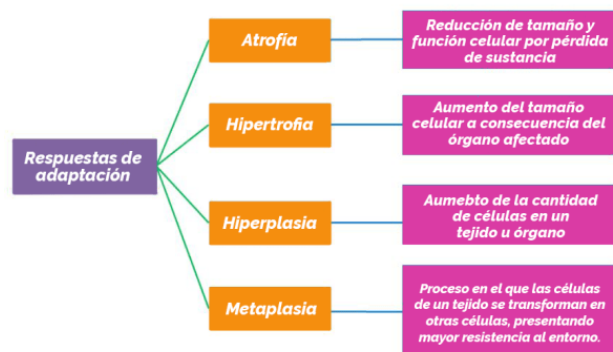 Respuestas de
adaptación
Atrofía
Reducción de tamaño y
función celular por pérdida
de sustancia
Hipertrofia
Aumento del tamaño
celular a consecuencia del
órgano afectado
Hiperplasia
Aumebto de la cantidad
de células en un
tejido u órgano
Metaplasia
Proceso en el que las células
de un tejido se transforman en
otras células, presentando
mayor resistencia al entorno.